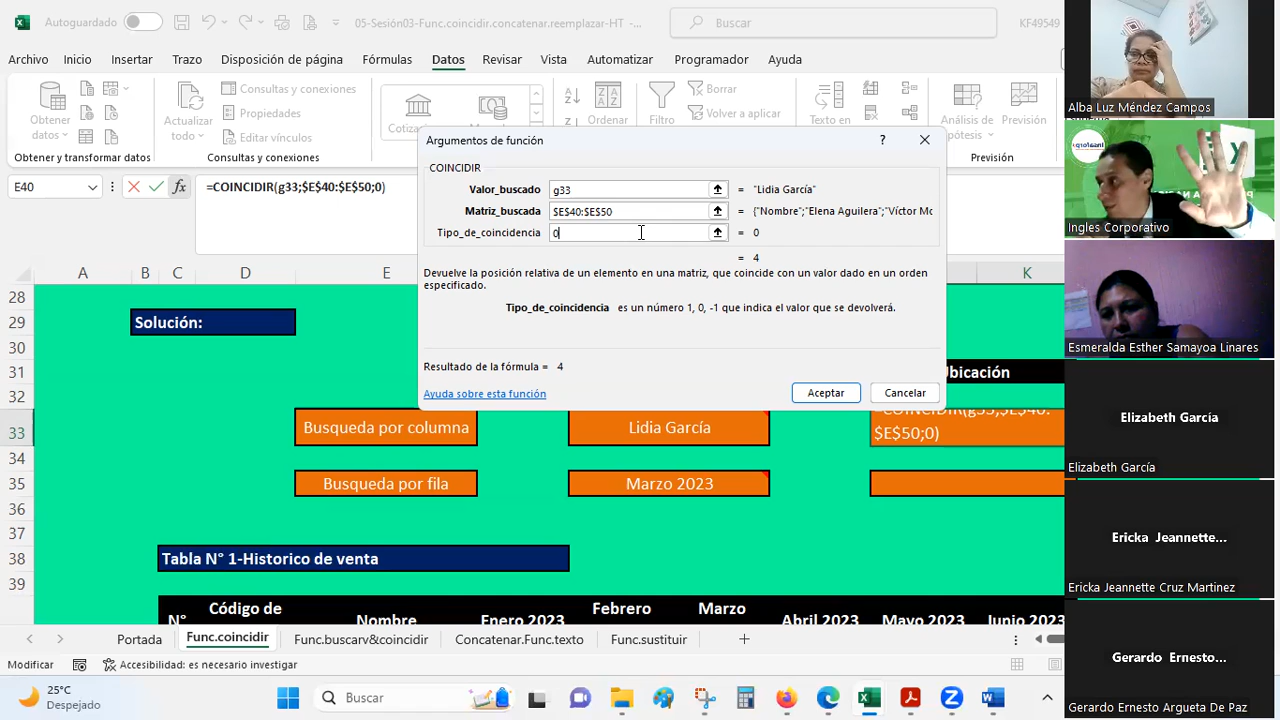 Autoguardado
05-Sesión03-Func.coincidir.concatenar.reemplazar-HT -...
Buscar
KF49549
Archivo
Inicio
Insertar
Trazo
Disposición de página
Fórmulas
Datos
Revisar
Vista
Automatizar
Programador
Ayuda
Obtener datos
Actualizar todo
Consultas y conexiones
Propiedades
Editar vínculos
Ordenar
Filtro
Borrar
Volver a aplicar
Texto en
Análisis de hipótesis
Previsión
Obtener y transformar datos
Consultas y conexiones
Previsión
E40
=COINCIDIR(g33;$E$40:$E$50;0)
Argumentos de función
?
COINCIDIR
Valor_buscado
g33
= "Lidia García"
Matriz_buscada
$E$40:$E$50
= {"Nombre";"Elena Aguilera";"Víctor Mo
Tipo_de_coincidencia
0
= 0
= 4
Devuelve la posición relativa de un elemento en una matriz, que coincide con un valor dado en un orden
especificado.
Tipo_de_coincidencia es un número 1, 0, -1 que indica el valor que se devolverá.
Resultado de la fórmula = 4
Ayuda sobre esta función
Aceptar
Cancelar
A
B
C
D
E
K
28
29
Solución:
30
31
Ubicación
32
33
Busqueda por columna
Lidia García
=COINCIDIR(g33;$E$40:
$E$50;0)
34
35
Busqueda por fila
Marzo 2023
36
37
38
Tabla N° 1-Historico de venta
39
N°
Código de
Nombre
Enero 2023
Febrero
Marzo
Abril 2023
Mayo 2023
Junio 2023
Portada
Func.coincidir
Func.buscarv&coincidir
Concatenar.Func.texto
Func.sustituir
Modificar
Accesibilidad: es necesario investigar
25°C
Despejado
Buscar
Alba Luz Méndez Campos
Ingles Corporativo
Esmeralda Esther Samayoa Linares
Elizabeth García
Elizabeth García
Ericka Jeannette...
Ericka Jeannette Cruz Martinez
Gerardo Ernesto...
Gerardo Ernesto Argueta De Paz